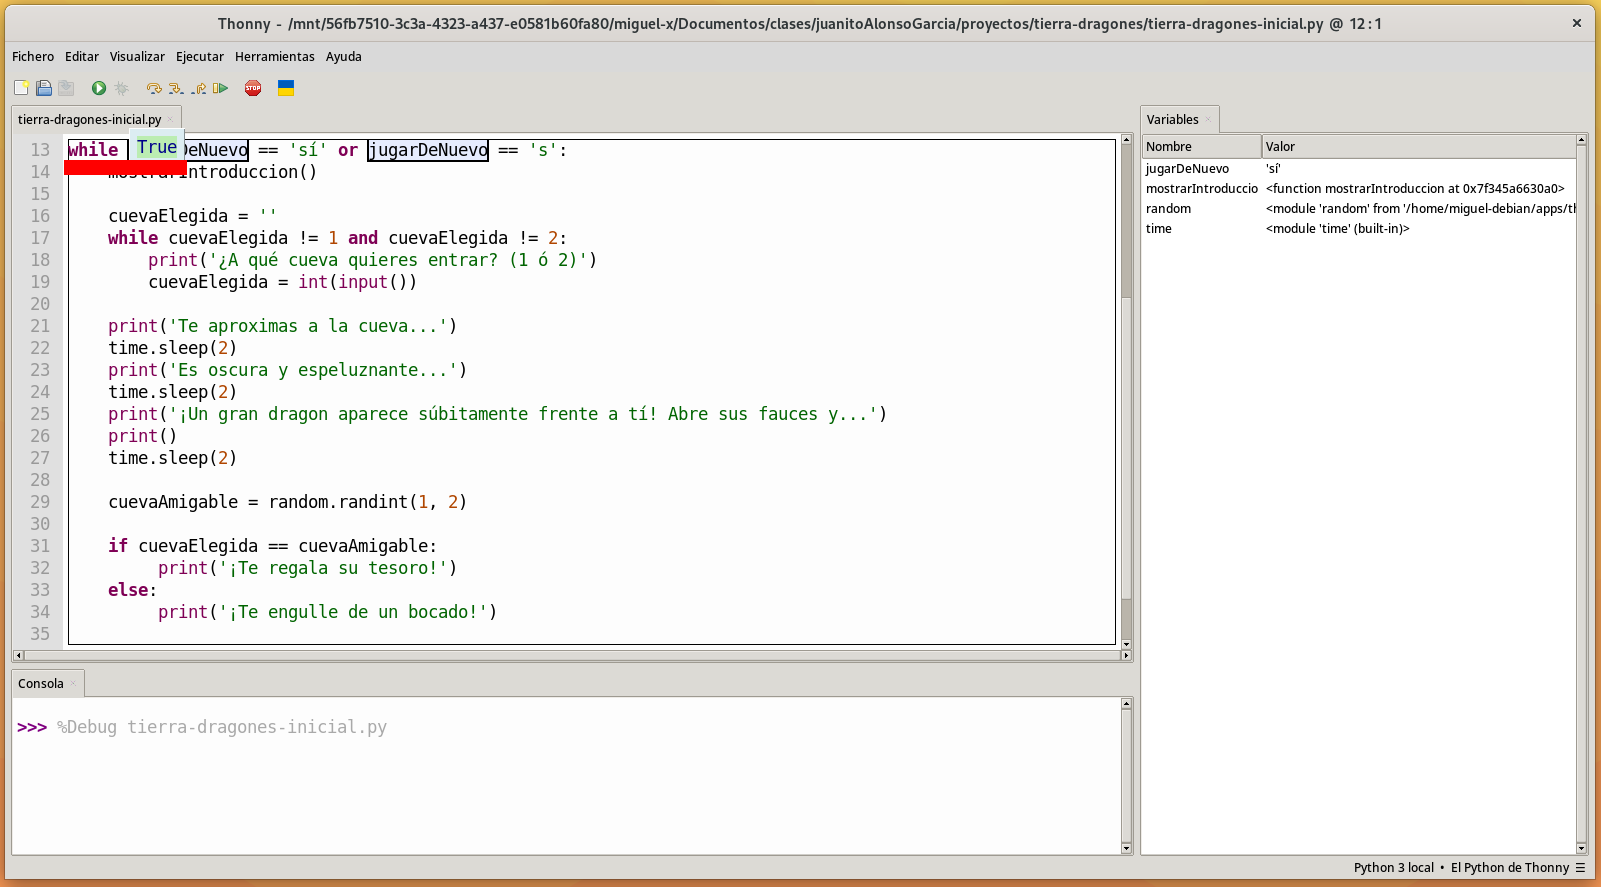 Thonny - /mnt/56fb7510-3c3a-4323-a437-e0581b60fa80/miguel-x/Documentos/clases/juanitoAlonsoGarcia/proyectos/tierra-dragones/tierra-dragones-inicial.py @ 12:1
Fichero Editar Visualizar Ejecutar Herramientas Ayuda
STOP
tierra-dragones-inicial.py
13 while True DeNuevo == 'sí' or jugarDeNuevo == 's':
14 mostrarIntroduccion()
15
16 cuevaElegida = ''
17 while cuevaElegida != 1 and cuevaElegida != 2:
18 print('¿A qué cueva quieres entrar? (1 ó 2)')
19 cuevaElegida = int(input())
20
21 print('Te aproximas a la cueva...')
22 time.sleep(2)
23 print('Es oscura y espeluznante...')
24 time.sleep(2)
25 print('¡Un gran dragon aparece súbitamente frente a tí! Abre sus fauces y...')
26 print()
27 time.sleep(2)
28
29 cuevaAmigable = random.randint(1, 2)
30
31 if cuevaElegida == cuevaAmigable:
32 print('¡Te regala su tesoro!')
33 else:
34 print('¡Te engulle de un bocado!')
35
Consola
>>> %Debug tierra-dragones-inicial.py
Variables
Nombre Valor
jugarDeNuevo 'sí'
mostrarIntroduccio <function mostrarIntroduccion at 0x7f345a6630a0>
random <module 'random' from '/home/miguel-debian/apps/th
time <module 'time' (built-in)>
Python 3 local • El Python de Thonny ☰